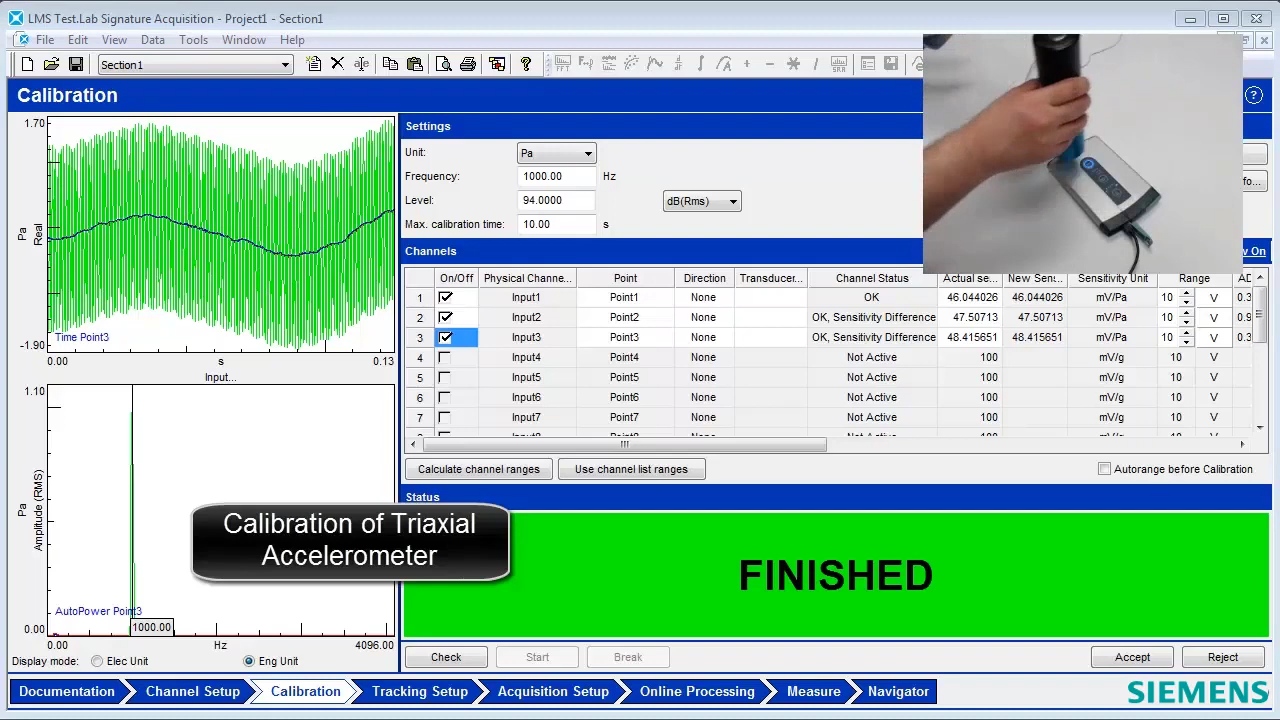 LMS Test.Lab Signature Acquisition - Project1 - Section1
File Edit View Data Tools Window Help
Section1
Calibration
1.70
Pa
Real
Time Point3
-1.90
0.00 s 0.13
Input...
1.10
Pa
Amplitude (RMS)
AutoPower Point3
0.00
1000.00
0.00 Hz 4096.00
Display mode: Elec Unit Eng Unit
Settings
Unit: Pa
Frequency: 1000.00 Hz
Level: 94.0000 dB(Rms)
Max. calibration time: 10.00 s
Channels
On/Off Physical Channe... Point Direction Transducer... Channel Status Actual se... New Sens... Sensitivity Unit Range
1 Input1 Point1 None OK 46.044026 46.044026 mV/Pa 10 V 0.3
2 Input2 Point2 None OK, Sensitivity Difference 47.50713 47.50713 mV/Pa 10 V 0.9
3 Input3 Point3 None OK, Sensitivity Difference 48.415651 48.415651 mV/Pa 10 V 0.3
4 Input4 Point4 None Not Active 100 mV/g 10 V
5 Input5 Point5 None Not Active 100 mV/g 10 V
6 Input6 Point6 None Not Active 100 mV/g 10 V
7 Input7 Point7 None Not Active 100 mV/g 10 V
Calculate channel ranges Use channel list ranges Autorange before Calibration
Status
Calibration of Triaxial
Accelerometer
FINISHED
Check Start Break Accept Reject
Documentation Channel Setup Calibration Tracking Setup Acquisition Setup Online Processing Measure Navigator
SIEMENS